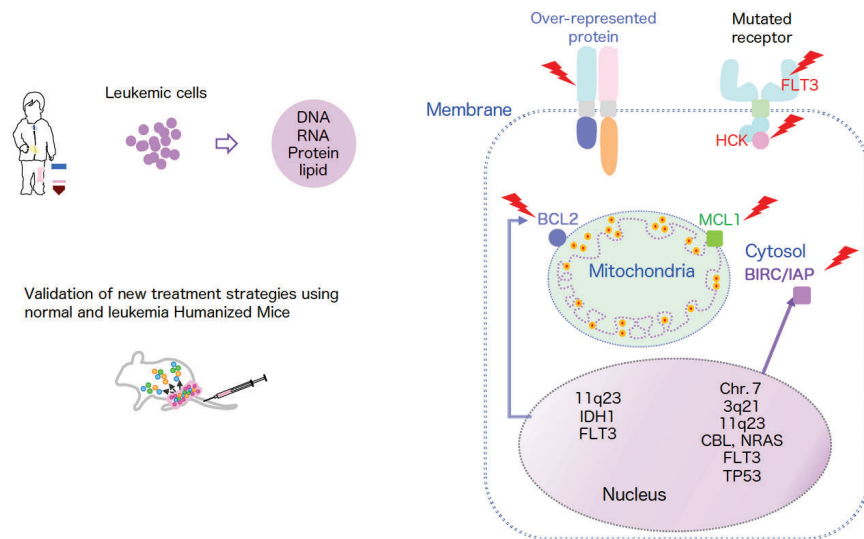 Leukemic cells
DNA
RNA
Protein
lipid
Validation of new treatment strategies using
normal and leukemia Humanized Mice
Over-represented
protein
Mutated
receptor
FLT3
Membrane
HCK
BCL2
MCL1
Mitochondria
Cytosol
BIRC/IAP
11q23
IDH1
FLT3
Chr. 7
3q21
11q23
CBL, NRAS
FLT3
TP53
Nucleus